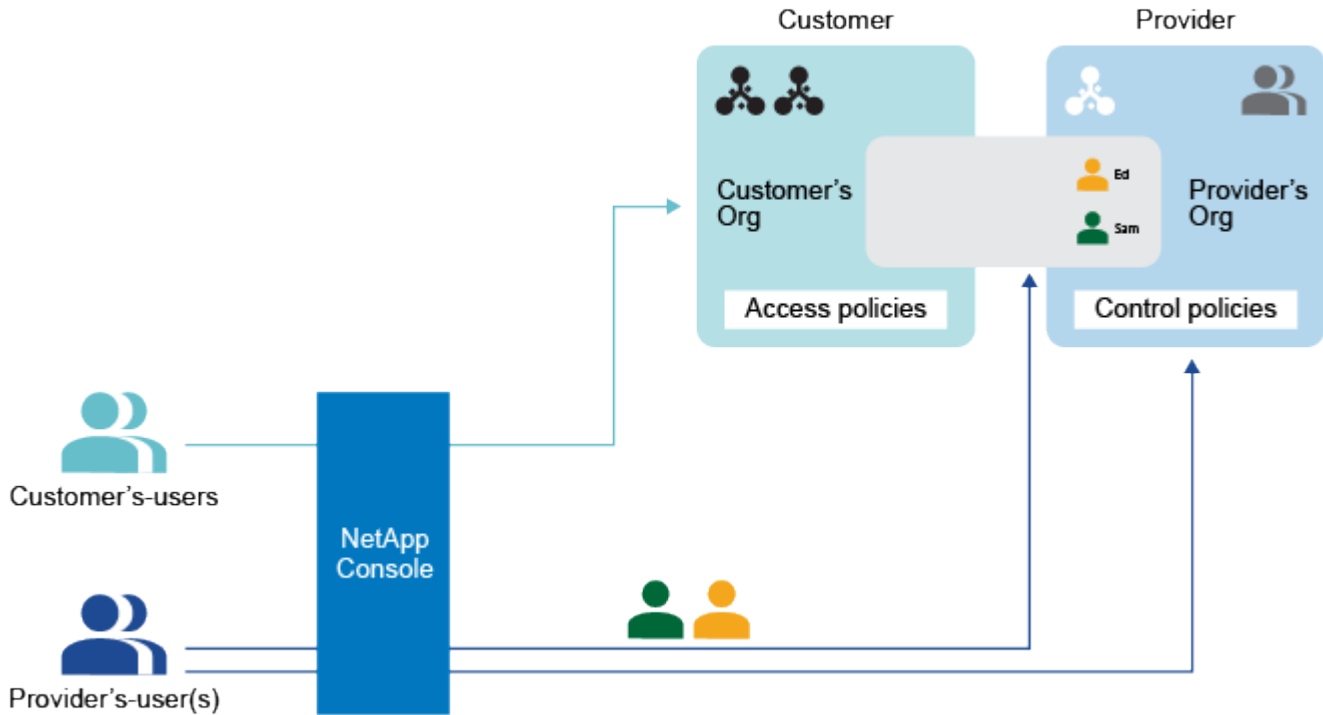 Customer
Provider
Customer’s
Org
Ed
Sam
Provider’s
Org
Access policies
Control policies
Customer’s-users
NetApp
Console
Provider’s-user(s)